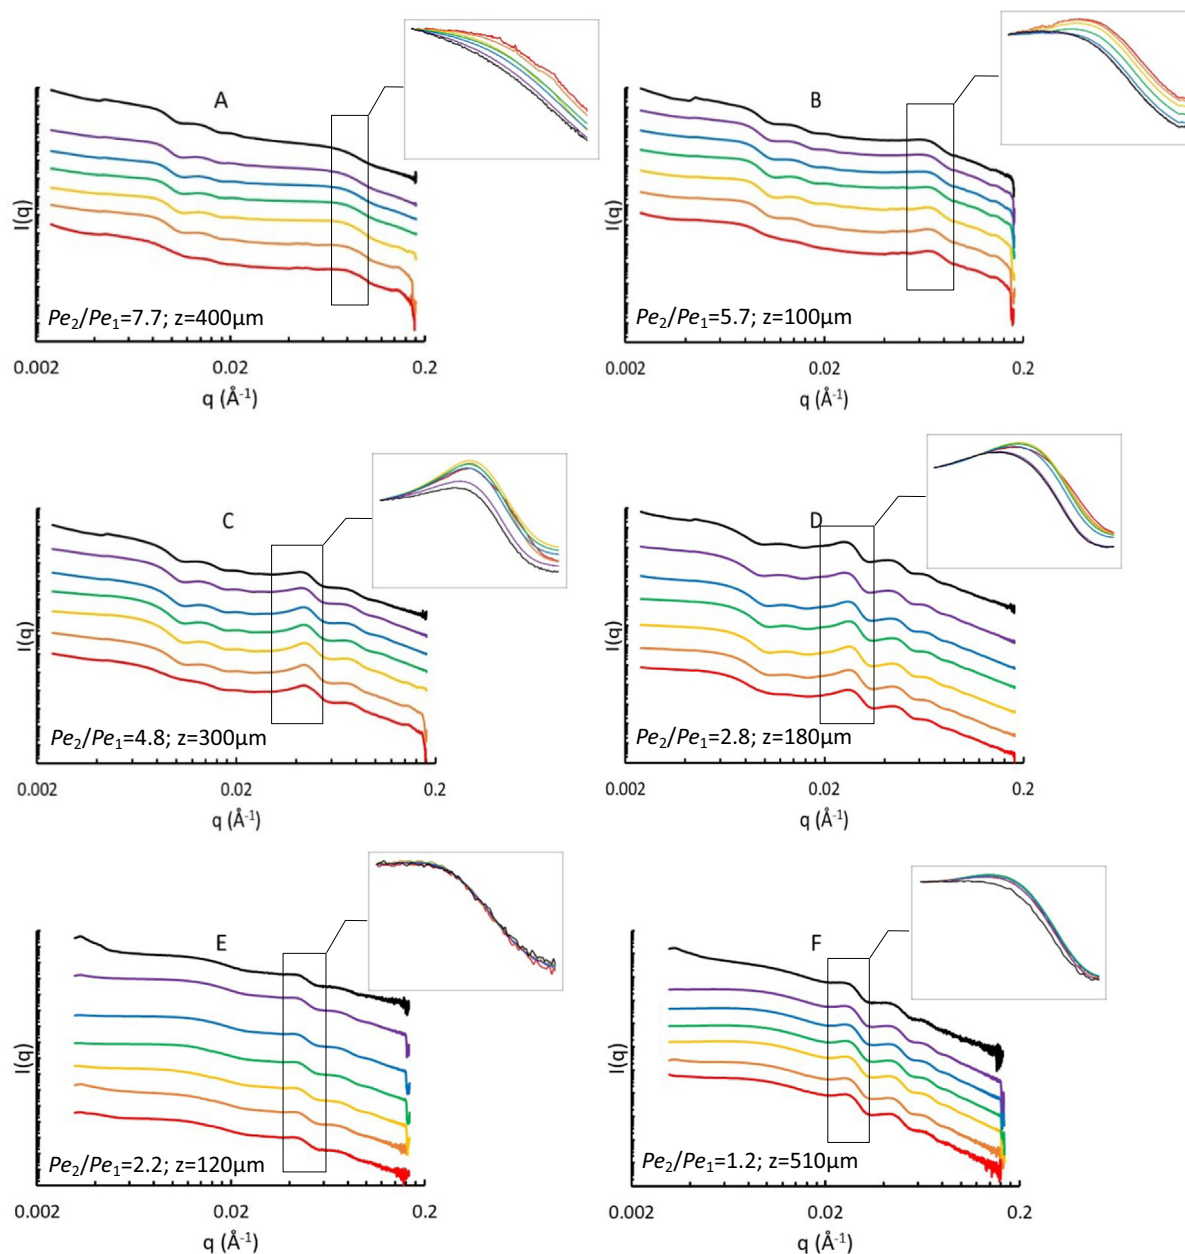 A
I(q)
Pe₂/Pe₁=7.7; z=400μm
0.002
0.02
0.2
q (Å⁻¹)
B
I(q)
Pe₂/Pe₁=5.7; z=100μm
0.002
0.02
0.2
q (Å⁻¹)
C
I(q)
Pe₂/Pe₁=4.8; z=300μm
0.002
0.02
0.2
q (Å⁻¹)
D
I(q)
Pe₂/Pe₁=2.8; z=180μm
0.002
0.02
0.2
q (Å⁻¹)
E
I(q)
Pe₂/Pe₁=2.2; z=120μm
0.002
0.02
0.2
q (Å⁻¹)
F
I(q)
Pe₂/Pe₁=1.2; z=510μm
0.002
0.02
0.2
q (Å⁻¹)